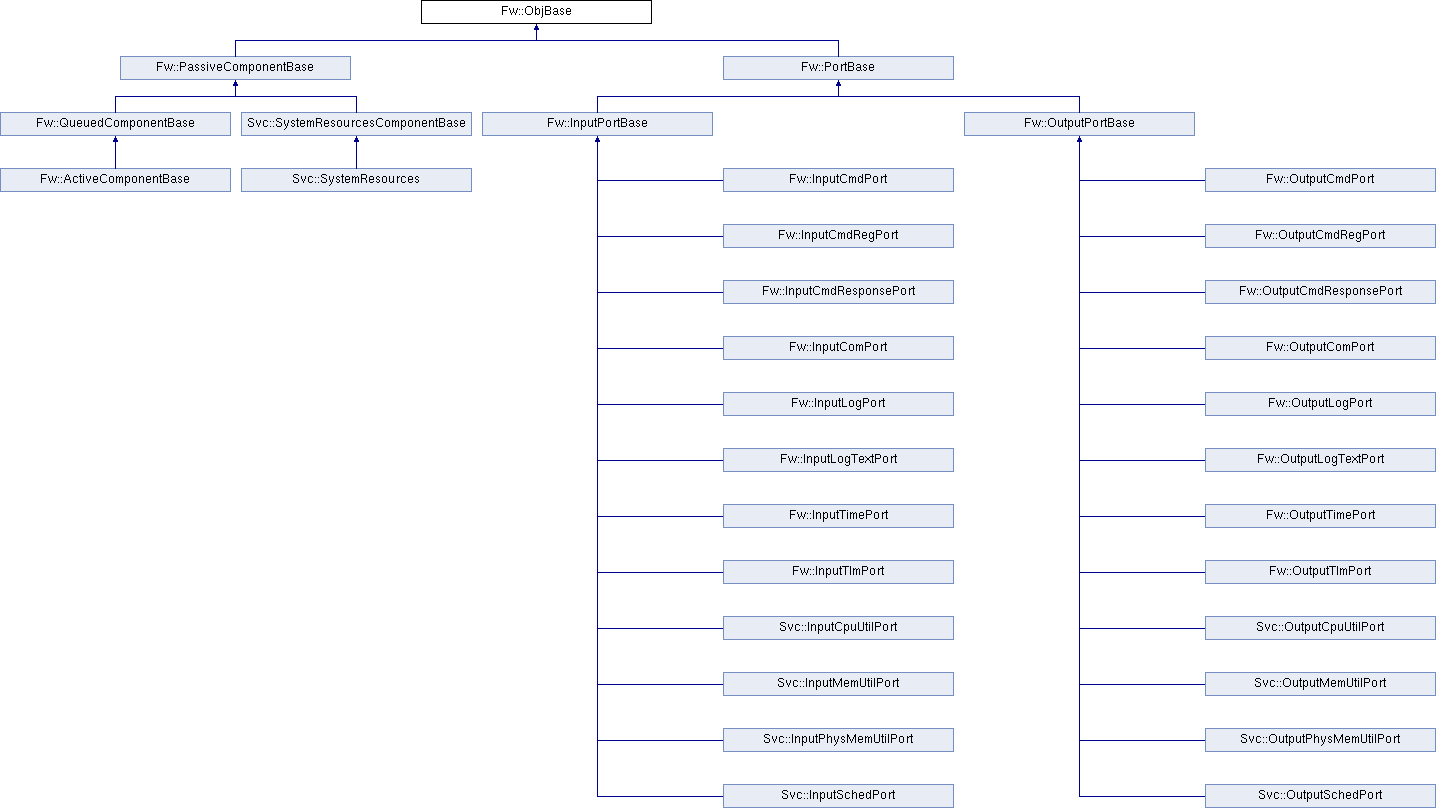 Fw::ObjBase
Fw::PassiveComponentBase
Fw::PortBase
Fw::QueuedComponentBase
Svc::SystemResourcesComponentBase
Fw::InputPortBase
Fw::OutputPortBase
Fw::ActiveComponentBase
Svc::SystemResources
Fw::InputCmdPort
Fw::OutputCmdPort
Fw::InputCmdRegPort
Fw::OutputCmdRegPort
Fw::InputCmdResponsePort
Fw::OutputCmdResponsePort
Fw::InputComPort
Fw::OutputComPort
Fw::InputLogPort
Fw::OutputLogPort
Fw::InputLogTextPort
Fw::OutputLogTextPort
Fw::InputTimePort
Fw::OutputTimePort
Fw::InputTlmPort
Fw::OutputTlmPort
Svc::InputCpuUtilPort
Svc::OutputCpuUtilPort
Svc::InputMemUtilPort
Svc::OutputMemUtilPort
Svc::InputPhysMemUtilPort
Svc::OutputPhysMemUtilPort
Svc::InputSchedPort
Svc::OutputSchedPort